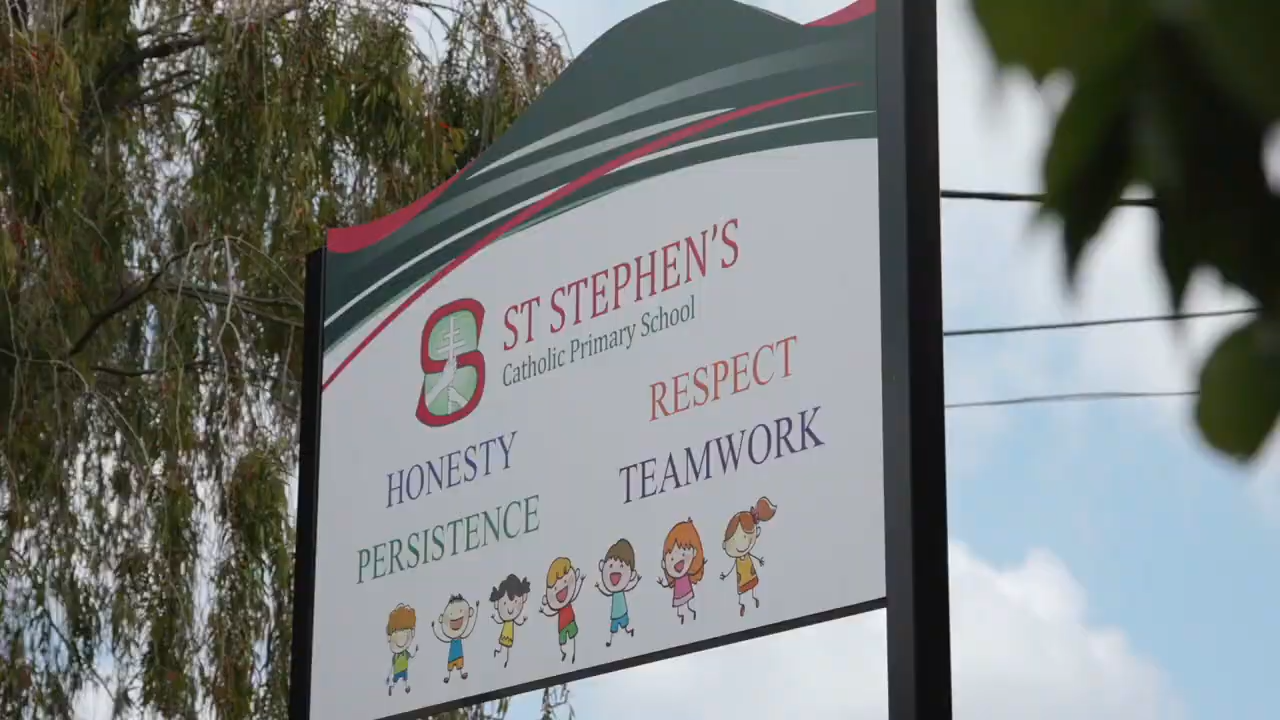 ST STEPHEN'S
Catholic Primary School
RESPECT
HONESTY
TEAMWORK
PERSISTENCE